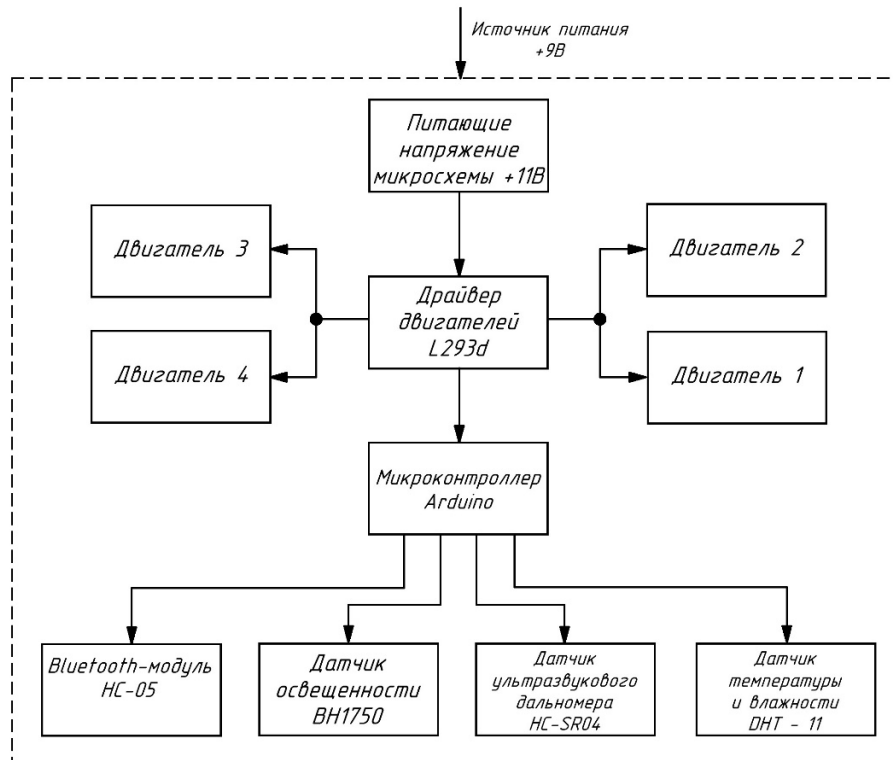 Источник питания
+9В
Питающие
напряжение
микросхемы +11В
Двигатель 3
Двигатель 2
Драйвер
двигателей
L293d
Двигатель 4
Двигатель 1
Микроконтроллер
Arduino
Bluetooth-модуль
HC-05
Датчик
освещенности
BH1750
Датчик
ультразвукового
дальномера
HC-SR04
Датчик
температуры
и влажности
DHT - 11